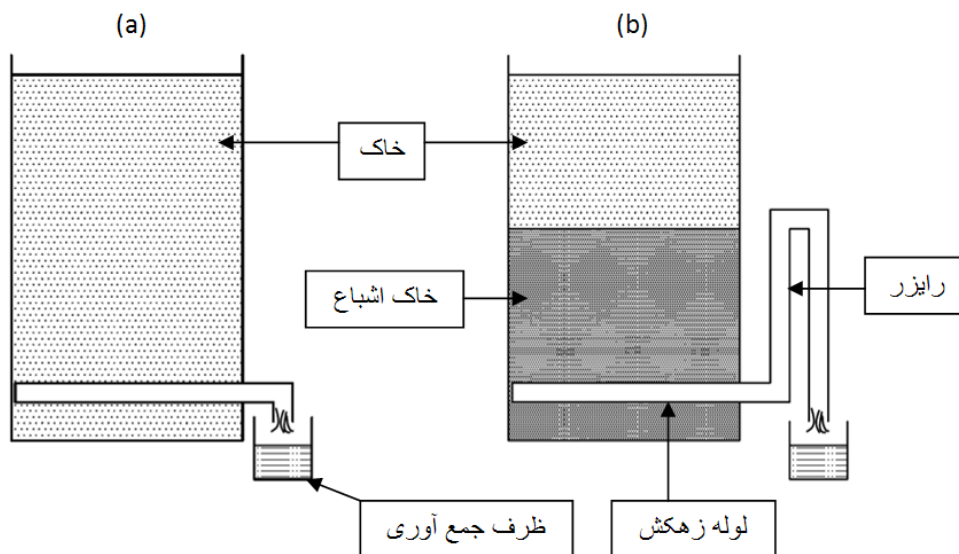 (a)
(b)
خاک
خاک اشباع
رایزر
ظرف جمع آوری
لوله زهکش